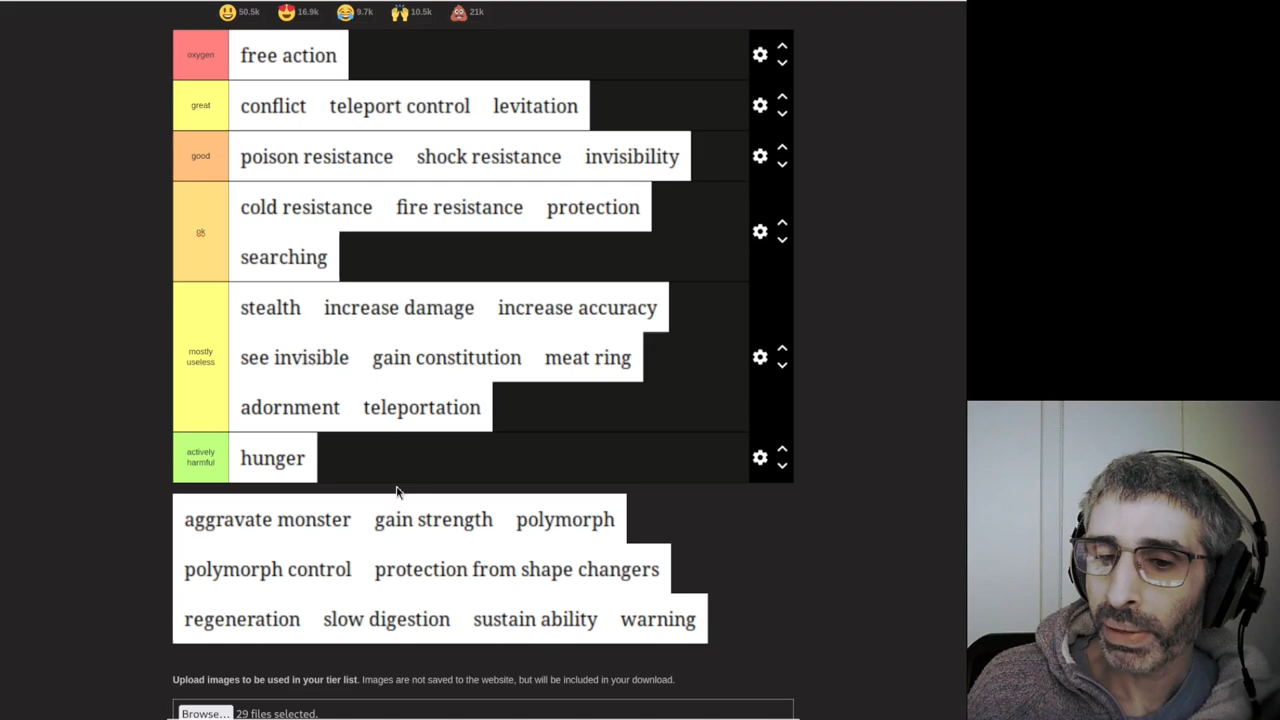 50.5k 16.9k 9.7k 10.5k 21k
oxygen free action
great conflict teleport control levitation
good poison resistance shock resistance invisibility
ok cold resistance fire resistance protection
searching
stealth increase damage increase accuracy
mostly useless see invisible gain constitution meat ring
adornment teleportation
actively harmful hunger
aggravate monster gain strength polymorph
polymorph control protection from shape changers
regeneration slow digestion sustain ability warning
Upload images to be used in your tier list. Images are not saved to the website, but will be included in your download.
Browse... 29 files selected.